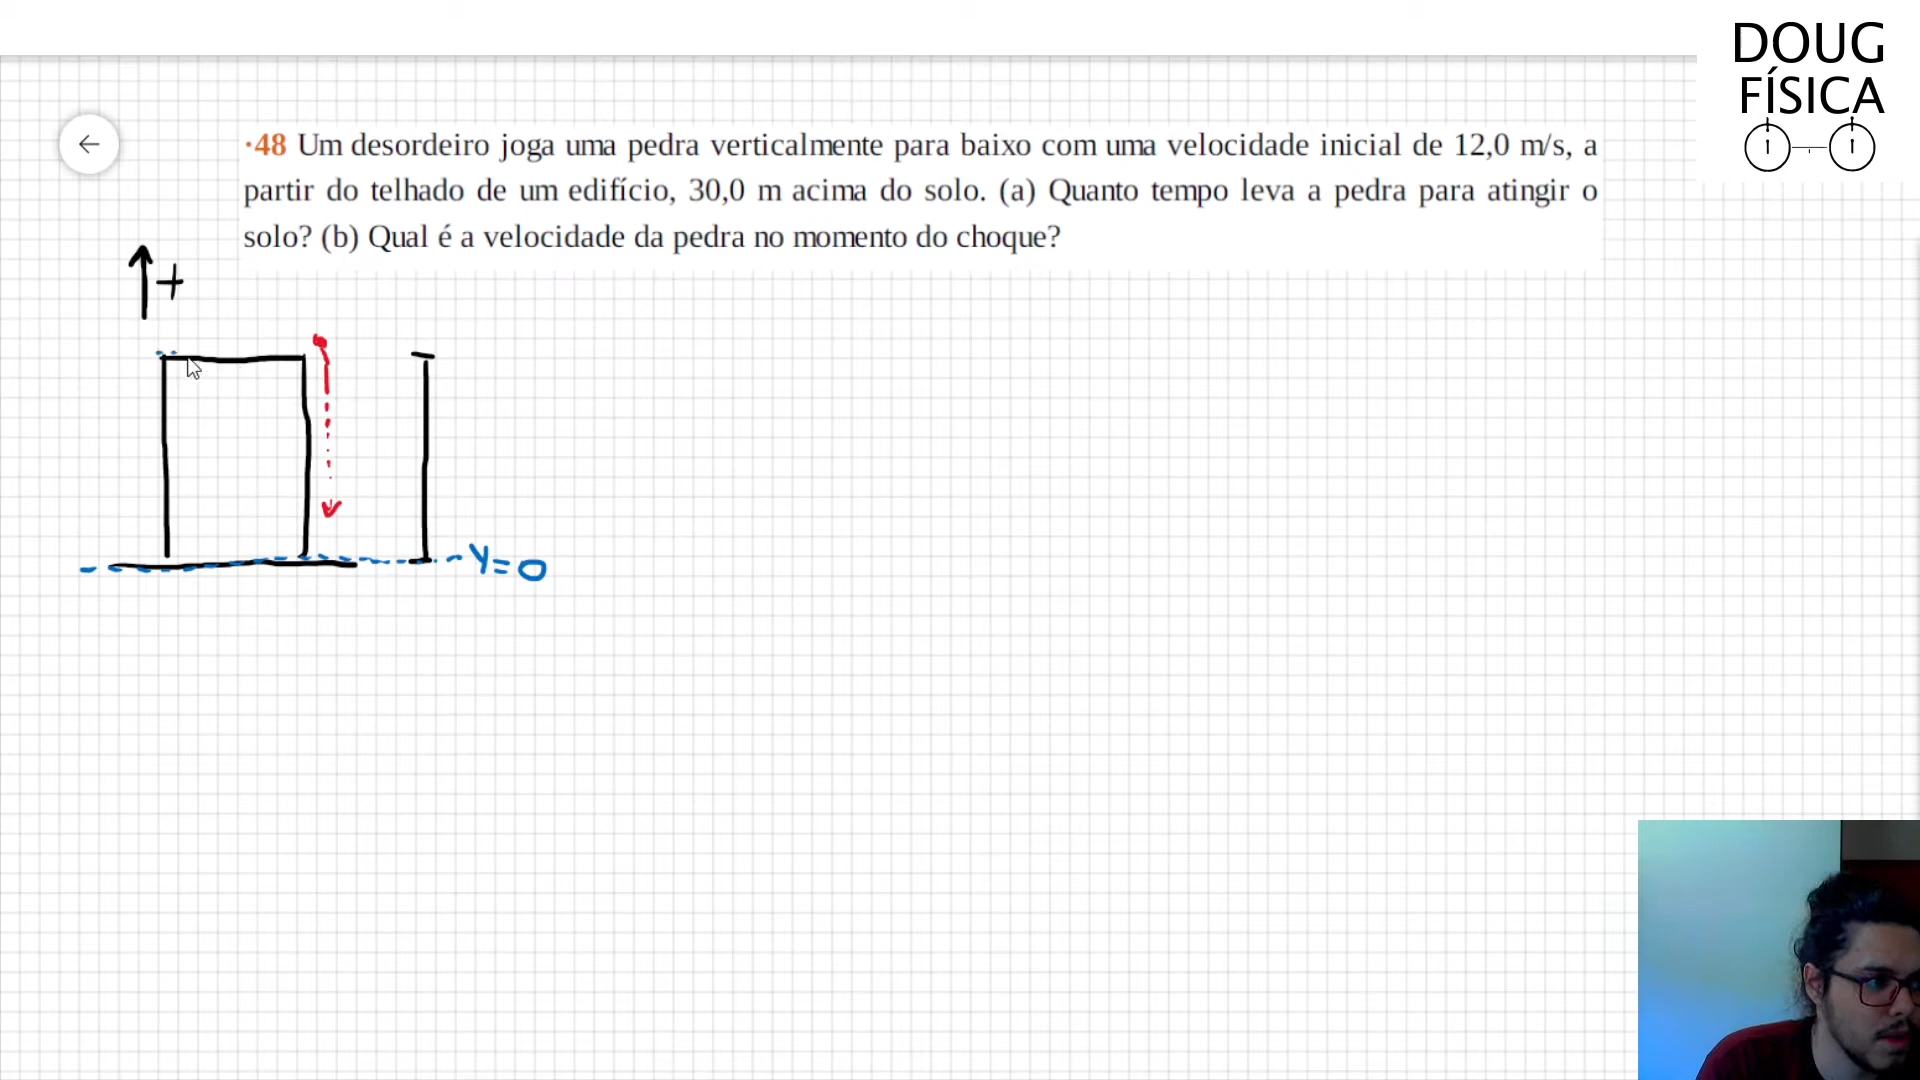 DOUG
FÍSICA
·48 Um desordeiro joga uma pedra verticalmente para baixo com uma velocidade inicial de 12,0 m/s, a
partir do telhado de um edifício, 30,0 m acima do solo. (a) Quanto tempo leva a pedra para atingir o
solo? (b) Qual é a velocidade da pedra no momento do choque?
+
y=0